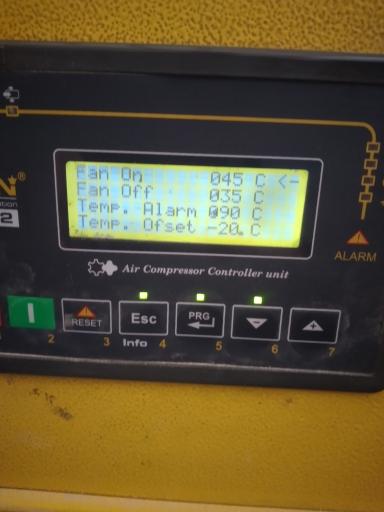 Fan On 045 C <-
Fan Off 035 C
Temp. Alarm 090 C
Temp. Ofset -20. C
N®
2
Air Compressor Controller unit
ALARM
I
RESET
Esc
PRG
2
3
Info 4
5
6
7